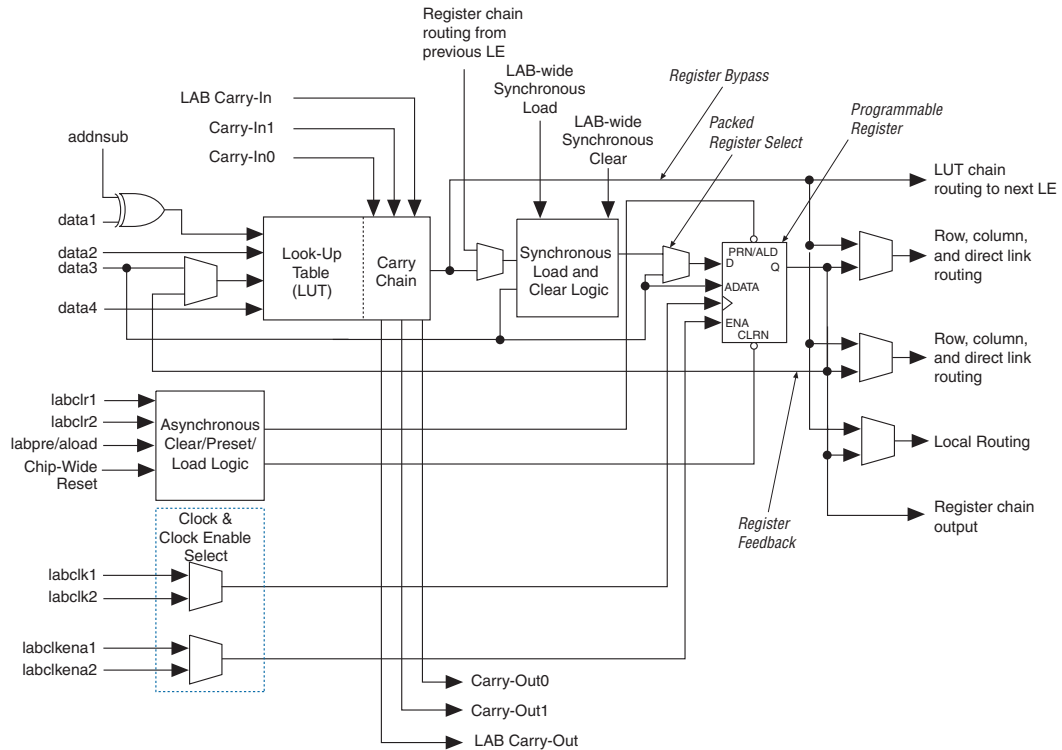 Register chain
routing from
previous LE
LAB-wide
Synchronous
Load
Register Bypass
Programmable
Register
LAB Carry-In
LAB-wide
Synchronous
Clear
Packed
Register Select
addnsub
Carry-In1
Carry-In0
LUT chain
routing to next LE
data1
data2
data3
data4
Look-Up
Table
(LUT)
Carry
Chain
Synchronous
Load and
Clear Logic
PRN/ALD
D
Q
ADATA
ENA
CLRN
Row, column,
and direct link
routing
Row, column,
and direct link
routing
labclr1
labclr2
labpre/aload
Chip-Wide
Reset
Asynchronous
Clear/Preset/
Load Logic
Local Routing
Register chain
output
Register
Feedback
Clock &
Clock Enable
Select
labclk1
labclk2
labclkena1
labclkena2
Carry-Out0
Carry-Out1
LAB Carry-Out